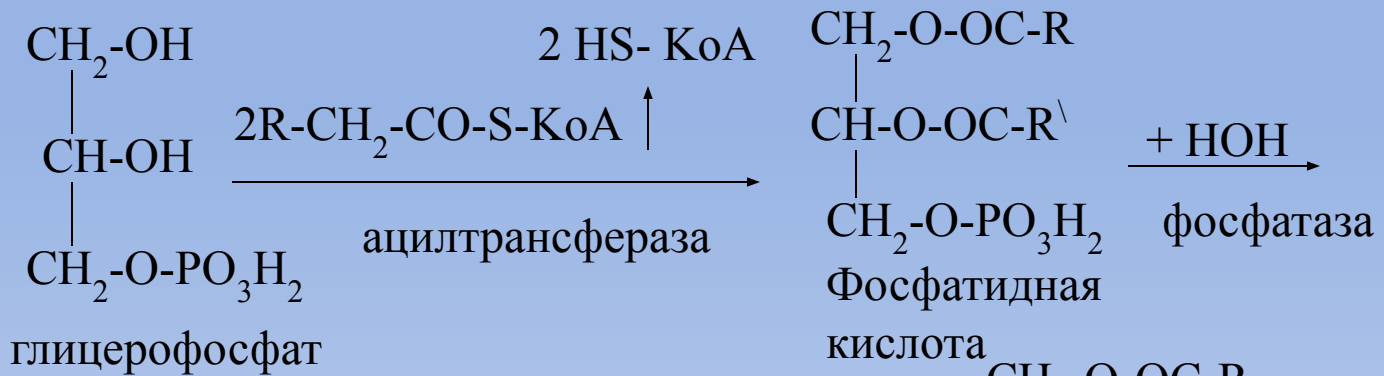 CH₂-OH
2 HS- KoA
CH₂-O-OC-R
2R-CH₂-CO-S-KoA
CH-OH
CH-O-OC-R\
+ HOH
ацилтрансфераза
CH₂-O-PO₃H₂
фосфатаза
CH₂-O-PO₃H₂
Фосфатидная
кислота
глицерофосфат